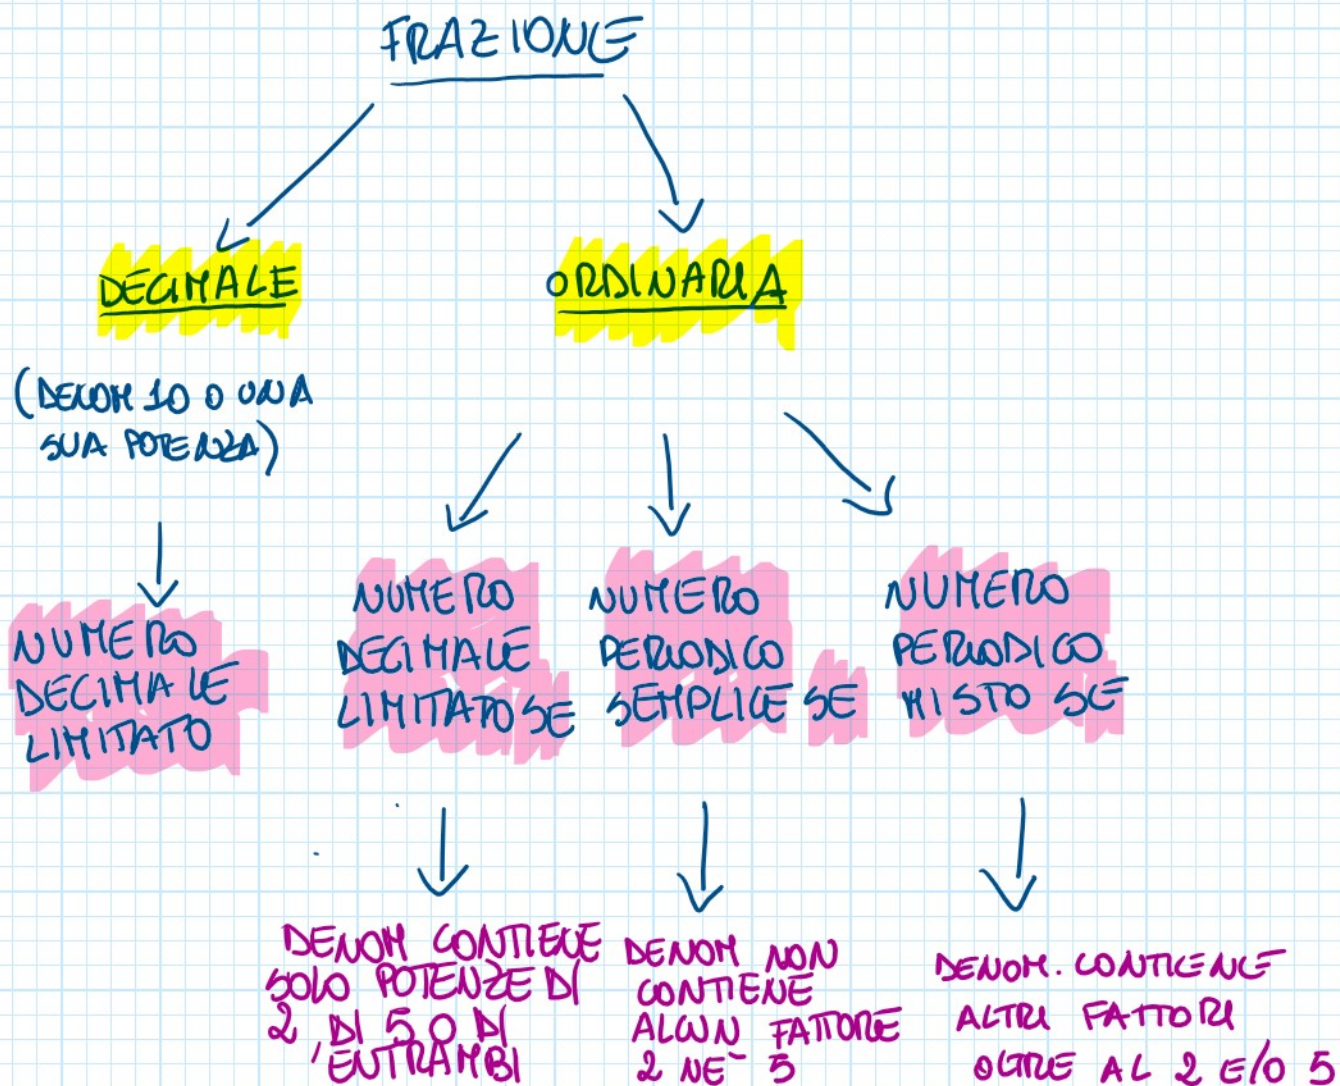 FRAZIONE
DECIMALE
ORDINARIA
(DENOM 10 O UNA
SUA POTENZA)
NUMERO
DECIMALE
LIMITATO
NUMERO
DECIMALE
LIMITATO SE
NUMERO
PERIODICO
SEMPLICE SE
NUMERO
PERIODICO
MISTO SE
DENOM CONTIENE
SOLO POTENZE DI
2, DI 5 O DI
ENTRAMBI
DENOM NON
CONTIENE
ALCUN FATTORE
2 NE- 5
DENOM. CONTIENE
ALTRI FATTORI
OLTRE AL 2 E/O 5